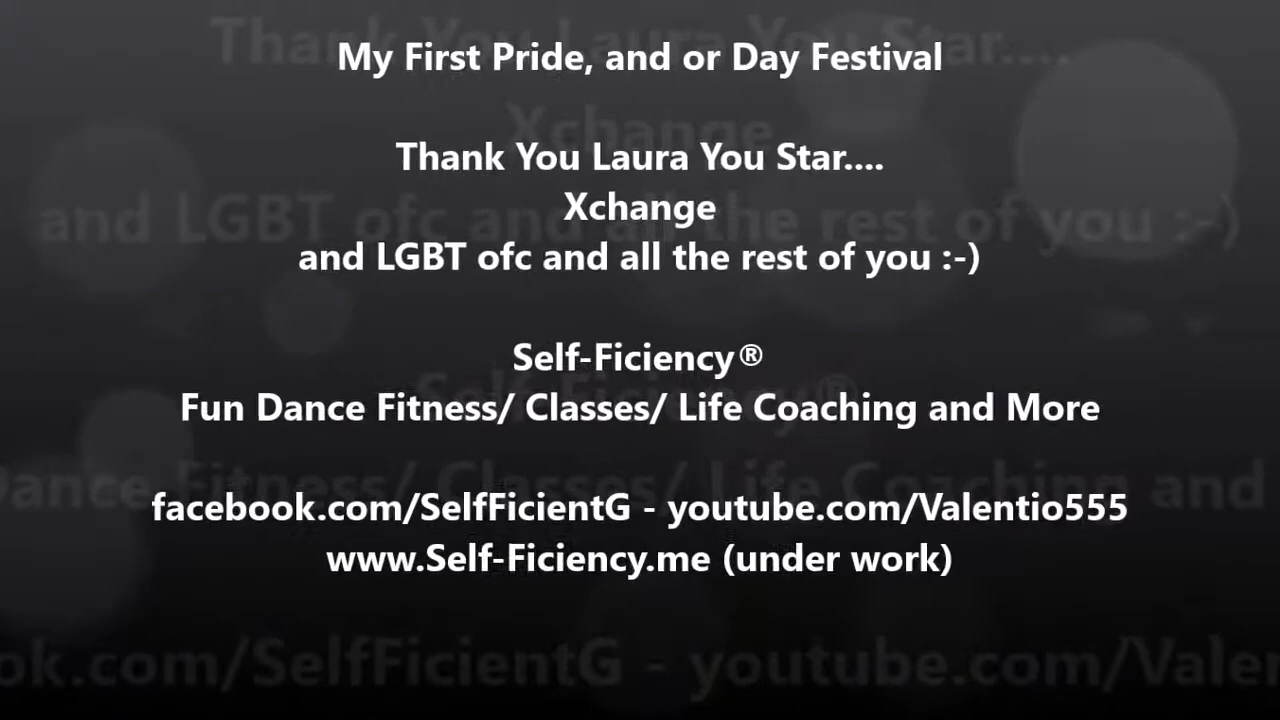 My First Pride, and or Day Festival
Thank You Laura You Star....
Xchange
and LGBT ofc and all the rest of you :-)
Self-Ficiency®
Fun Dance Fitness/ Classes/ Life Coaching and More
facebook.com/SelfFicientG - youtube.com/Valentio555
www.Self-Ficiency.me (under work)